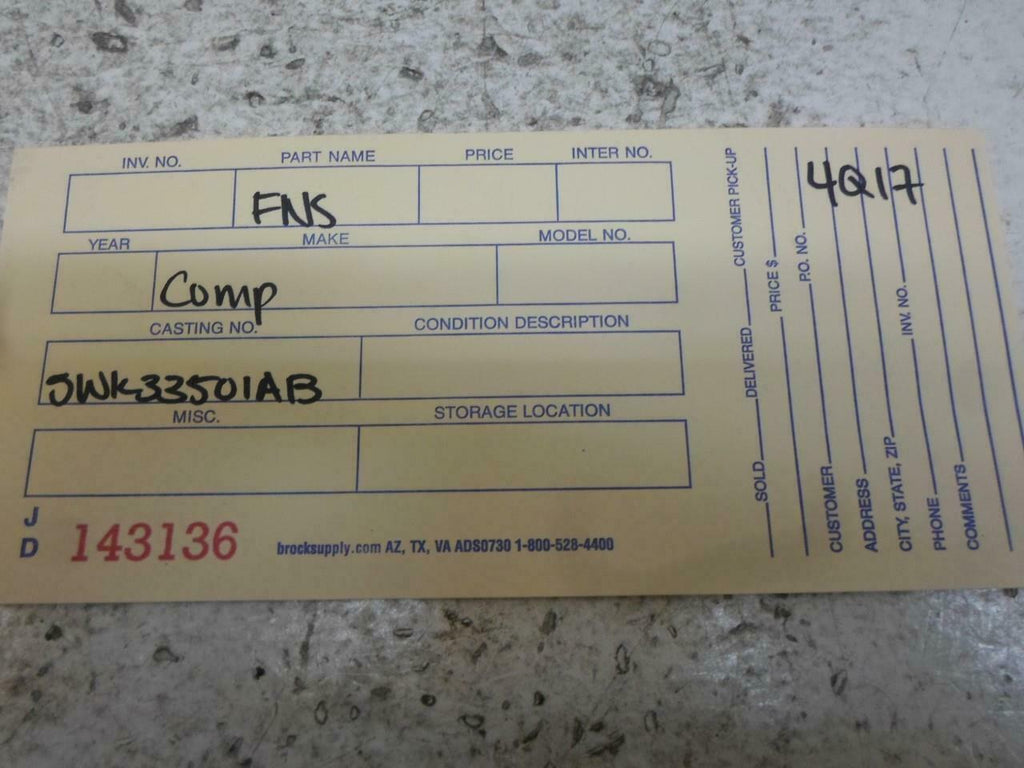 INV. NO. PART NAME PRICE INTER NO.
FNS
YEAR MAKE MODEL NO.
Comp
CASTING NO. CONDITION DESCRIPTION
JWK33501AB
MISC. STORAGE LOCATION
JD 143136 brocksupply.com AZ, TX, VA ADS0730 1-800-528-4400
SOLD DELIVERED CUSTOMER PICK-UP
PRICE $
P.O. NO.
4Q17
CUSTOMER
ADDRESS
CITY, STATE, ZIP INV. NO.
PHONE
COMMENTS